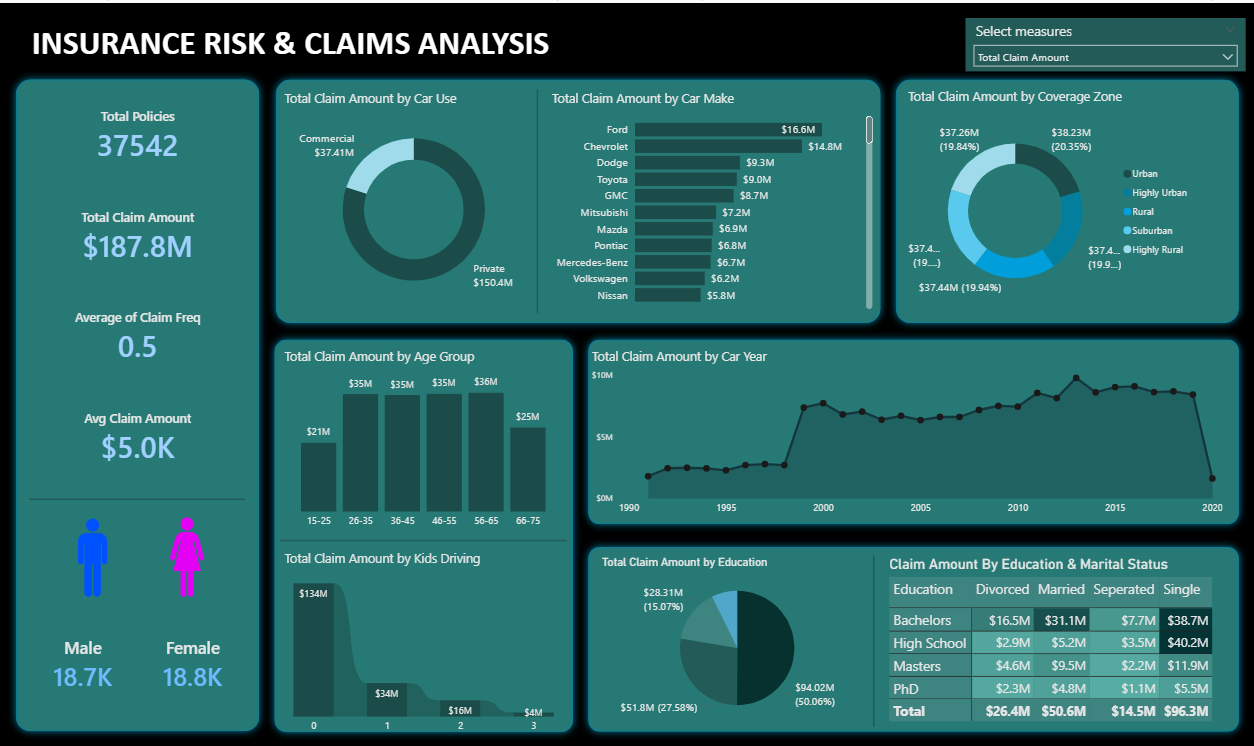 INSURANCE RISK & CLAIMS ANALYSIS
Select measures
Total Claim Amount
Total Policies
37542
Total Claim Amount
$187.8M
Average of Claim Freq
0.5
Avg Claim Amount
$5.0K
Male
18.7K
Female
18.8K
Total Claim Amount by Car Use
Commercial
$37.41M
Private
$150.4M
Total Claim Amount by Car Make
Ford $16.6M
Chevrolet $14.8M
Dodge $9.3M
Toyota $9.0M
GMC $8.7M
Mitsubishi $7.2M
Mazda $6.9M
Pontiac $6.8M
Mercedes-Benz $6.7M
Volkswagen $6.2M
Nissan $5.8M
Total Claim Amount by Coverage Zone
$37.26M
(19.84%)
$38.23M
(20.35%)
$37.4...
(19....)
$37.4...
(19.9...)
$37.44M (19.94%)
Urban
Highly Urban
Rural
Suburban
Highly Rural
Total Claim Amount by Age Group
$21M $35M $35M $35M $36M $25M
15-25 26-35 36-45 46-55 56-65 66-75
Total Claim Amount by Kids Driving
$134M $34M $16M $4M
0 1 2 3
Total Claim Amount by Car Year
$10M
$5M
$0M
1990 1995 2000 2005 2010 2015 2020
Total Claim Amount by Education
$28.31M
(15.07%)
$94.02M
(50.06%)
$51.8M (27.58%)
Claim Amount By Education & Marital Status
Education Divorced Married Seperated Single
Bachelors $16.5M $31.1M $7.7M $38.7M
High School $2.9M $5.2M $3.5M $40.2M
Masters $4.6M $9.5M $2.2M $11.9M
PhD $2.3M $4.8M $1.1M $5.5M
Total $26.4M $50.6M $14.5M $96.3M